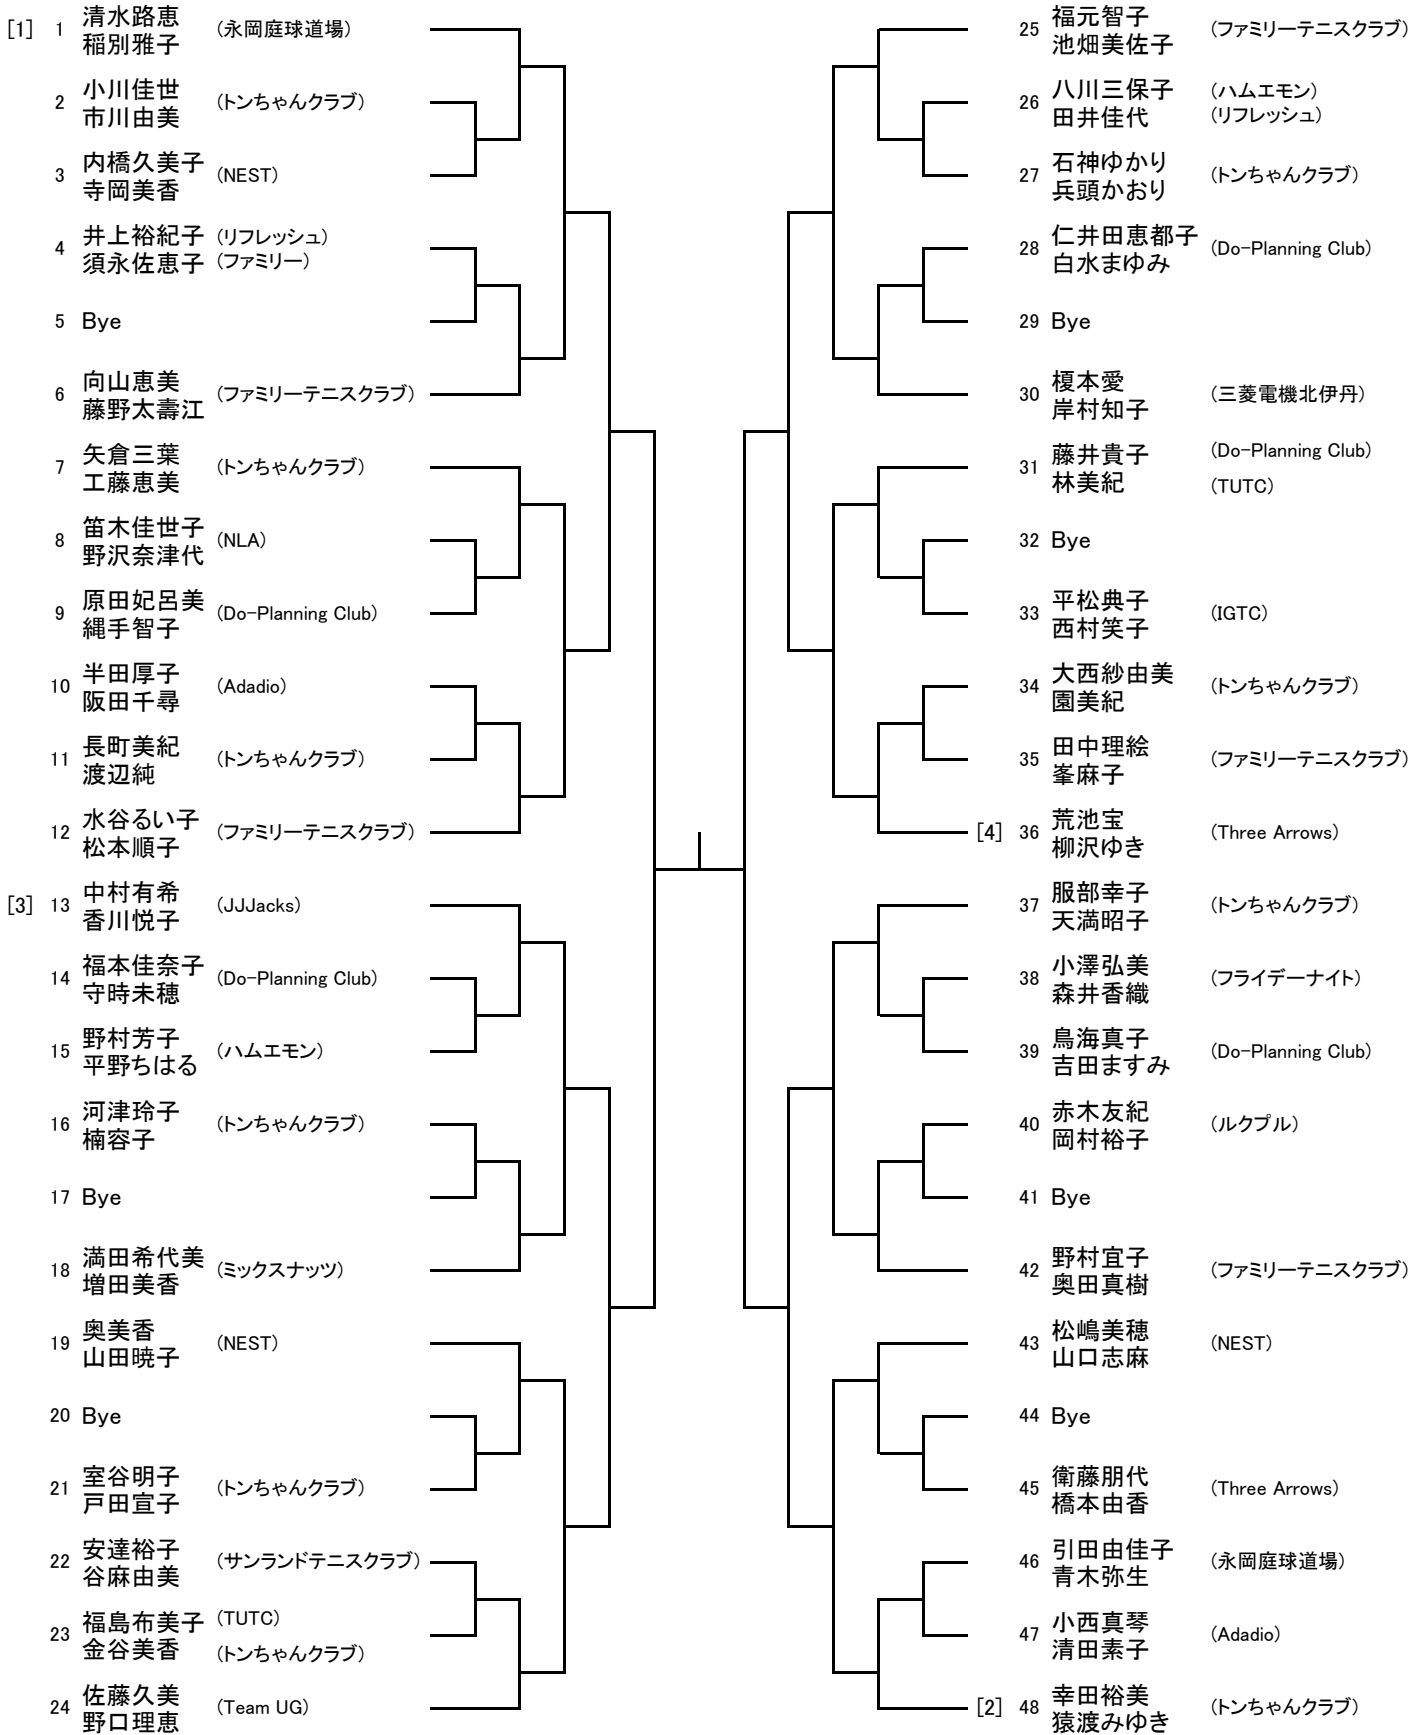 [1] 1 清水路恵 (永岡庭球道場)
稲別雅子
2 小川佳世 (トンちゃんクラブ)
市川由美
3 内橋久美子 (NEST)
寺岡美香
4 井上裕紀子 (リフレッシュ)
須永佐恵子 (ファミリー)
5 Bye
6 向山恵美 (ファミリーテニスクラブ)
藤野太壽江
7 矢倉三葉 (トンちゃんクラブ)
工藤恵美
8 笛木佳世子 (NLA)
野沢奈津代
9 原田妃呂美 (Do-Planning Club)
縄手智子
10 半田厚子 (Adadio)
阪田千尋
11 長町美紀 (トンちゃんクラブ)
渡辺純
12 水谷るい子 (ファミリーテニスクラブ)
松本順子
[3] 13 中村有希 (JJJacks)
香川悦子
14 福本佳奈子 (Do-Planning Club)
守時未穂
15 野村芳子 (ハムエモン)
平野ちはる
16 河津玲子 (トンちゃんクラブ)
楠容子
17 Bye
18 満田希代美 (ミックスナッツ)
増田美香
19 奥美香 (NEST)
山田暁子
20 Bye
21 室谷明子 (トンちゃんクラブ)
戸田宣子
22 安達裕子 (サンランドテニスクラブ)
谷麻由美
23 福島布美子 (TUTC)
金谷美香 (トンちゃんクラブ)
24 佐藤久美 (Team UG)
野口理恵
25 福元智子 (ファミリーテニスクラブ)
池畑美佐子
26 八川三保子 (ハムエモン)
田井佳代 (リフレッシュ)
27 石神ゆかり (トンちゃんクラブ)
兵頭かおり
28 仁井田恵都子 (Do-Planning Club)
白水まゆみ
29 Bye
30 榎本愛 (三菱電機北伊丹)
岸村知子
31 藤井貴子 (Do-Planning Club)
林美紀 (TUTC)
32 Bye
33 平松典子 (IGTC)
西村笑子
34 大西紗由美 (トンちゃんクラブ)
園美紀
35 田中理絵 (ファミリーテニスクラブ)
峯麻子
[4] 36 荒池宝 (Three Arrows)
柳沢ゆき
37 服部幸子 (トンちゃんクラブ)
天満昭子
38 小澤弘美 (フライデーナイト)
森井香織
39 鳥海真子 (Do-Planning Club)
吉田ますみ
40 赤木友紀 (ルクプル)
岡村裕子
41 Bye
42 野村宜子 (ファミリーテニスクラブ)
奥田真樹
43 松嶋美穂 (NEST)
山口志麻
44 Bye
45 衛藤朋代 (Three Arrows)
橋本由香
46 引田由佳子 (永岡庭球道場)
青木弥生
47 小西真琴 (Adadio)
清田素子
[2] 48 幸田裕美 (トンちゃんクラブ)
猿渡みゆき